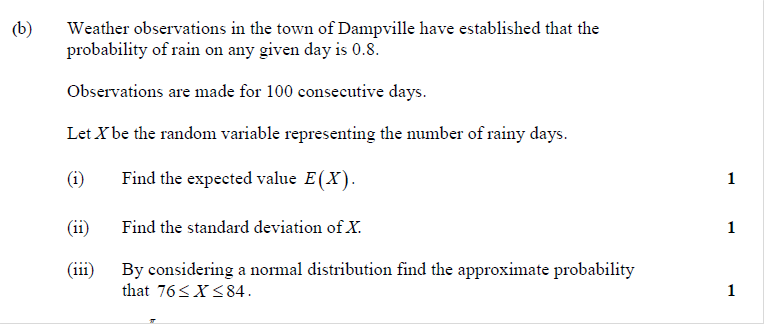 (b) Weather observations in the town of Dampville have established that the
probability of rain on any given day is 0.8.
Observations are made for 100 consecutive days.
Let X be the random variable representing the number of rainy days.
(i) Find the expected value E(X). 1
(ii) Find the standard deviation of X. 1
(iii) By considering a normal distribution find the approximate probability
that 76 ≤ X ≤ 84. 1